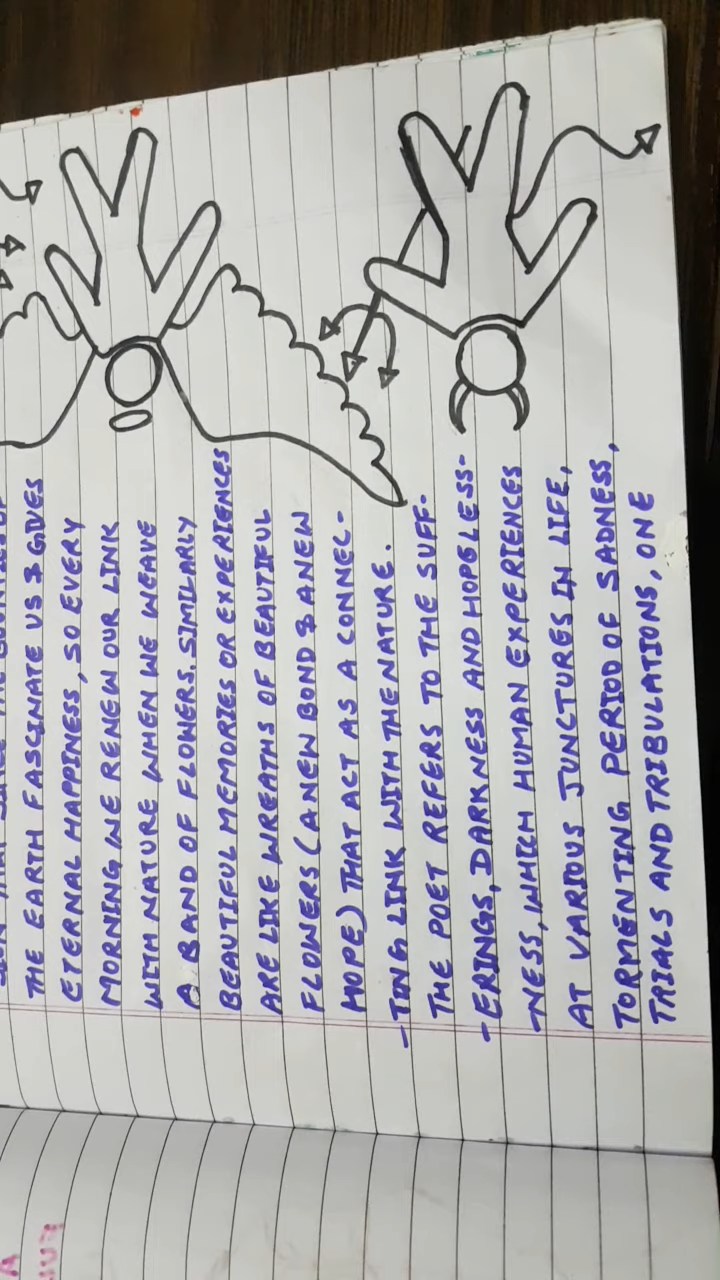 THE EARTH FASCINATE US & GIVES
ETERNAL HAPPINESS, SO EVERY
MORNING WE RENEW OUR LINK
WITH NATURE WHEN WE WEAVE
A BAND OF FLOWERS. SIMILARLY
BEAUTIFUL MEMORIES OR EXPERIENCES
ARE LIKE WREATHS OF BEAUTIFUL
FLOWERS (A NEW BOND & A NEW
HOPE) THAT ACT AS A CONNEC-
-TING LINK WITH THE NATURE.
THE POET REFERS TO THE SUFF-
-ERINGS, DARKNESS AND HOPELESS-
-NESS, WHICH HUMAN EXPERIENCES
AT VARIOUS JUNCTURES IN LIFE,
TORMENTING PERIOD OF SADNESS,
TRIALS AND TRIBULATIONS, ONE